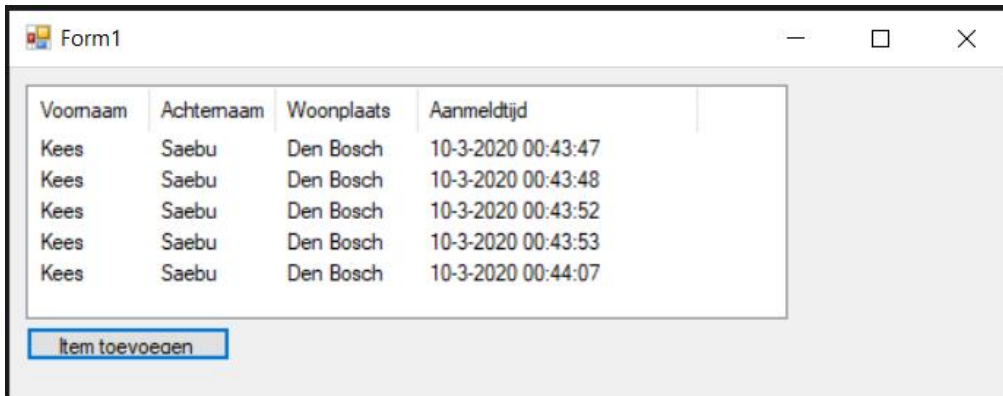 Form1
Voornaam Achternaam Woonplaats Aanmeldtijd
Kees Saebu Den Bosch 10-3-2020 00:43:47
Kees Saebu Den Bosch 10-3-2020 00:43:48
Kees Saebu Den Bosch 10-3-2020 00:43:52
Kees Saebu Den Bosch 10-3-2020 00:43:53
Kees Saebu Den Bosch 10-3-2020 00:44:07
Item toevoegen